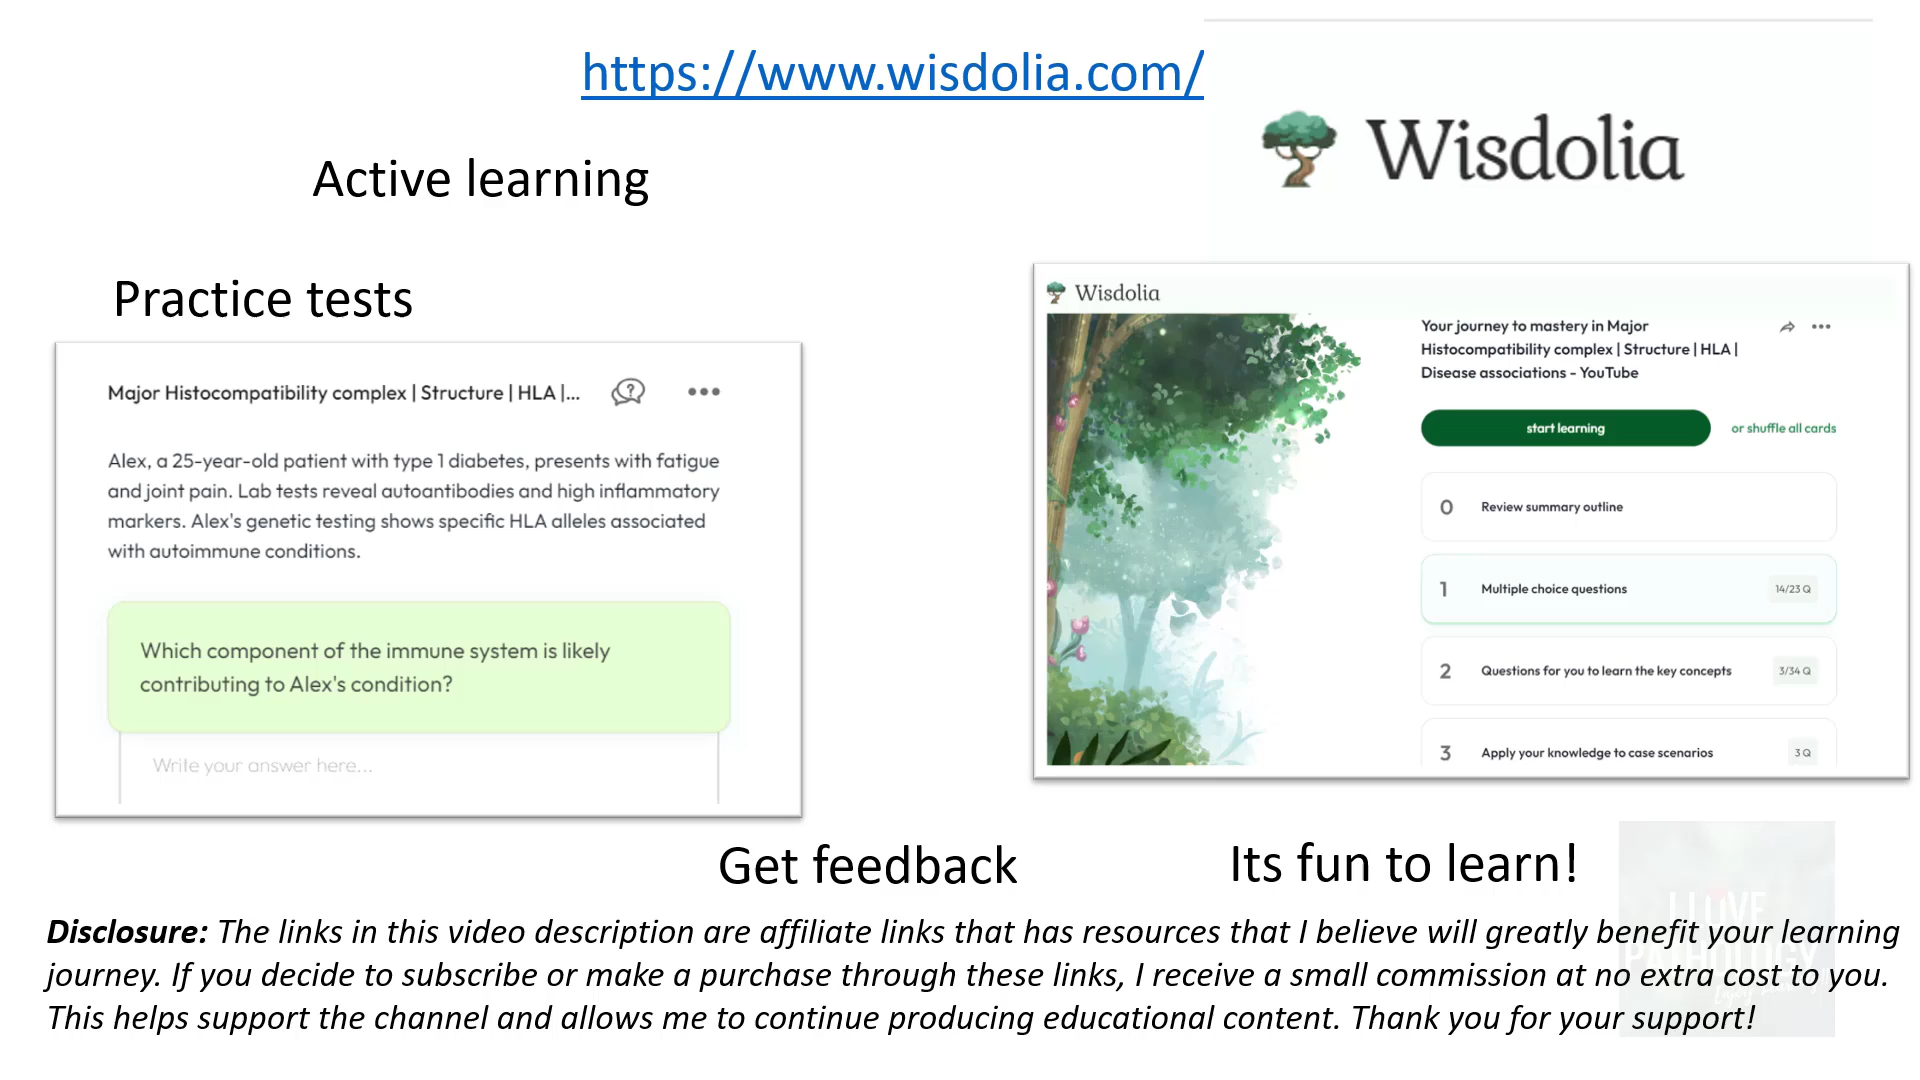 https://www.wisdolia.com/
Wisdolia
Active learning
Practice tests
Major Histocompatibility complex | Structure | HLA |...
Alex, a 25-year-old patient with type 1 diabetes, presents with fatigue
and joint pain. Lab tests reveal autoantibodies and high inflammatory
markers. Alex's genetic testing shows specific HLA alleles associated
with autoimmune conditions.
Which component of the immune system is likely
contributing to Alex's condition?
Write your answer here...
Wisdolia
Your journey to mastery in Major
Histocompatibility complex | Structure | HLA |
Disease associations - YouTube
start learning
or shuffle all cards
0 Review summary outline
1 Multiple choice questions 14/23 Q
2 Questions for you to learn the key concepts 3/34 Q
3 Apply your knowledge to case scenarios 3 Q
Get feedback
Its fun to learn!
I LOVE
PATHOLOGY
Disclosure: The links in this video description are affiliate links that has resources that I believe will greatly benefit your learning
journey. If you decide to subscribe or make a purchase through these links, I receive a small commission at no extra cost to you.
This helps support the channel and allows me to continue producing educational content. Thank you for your support!